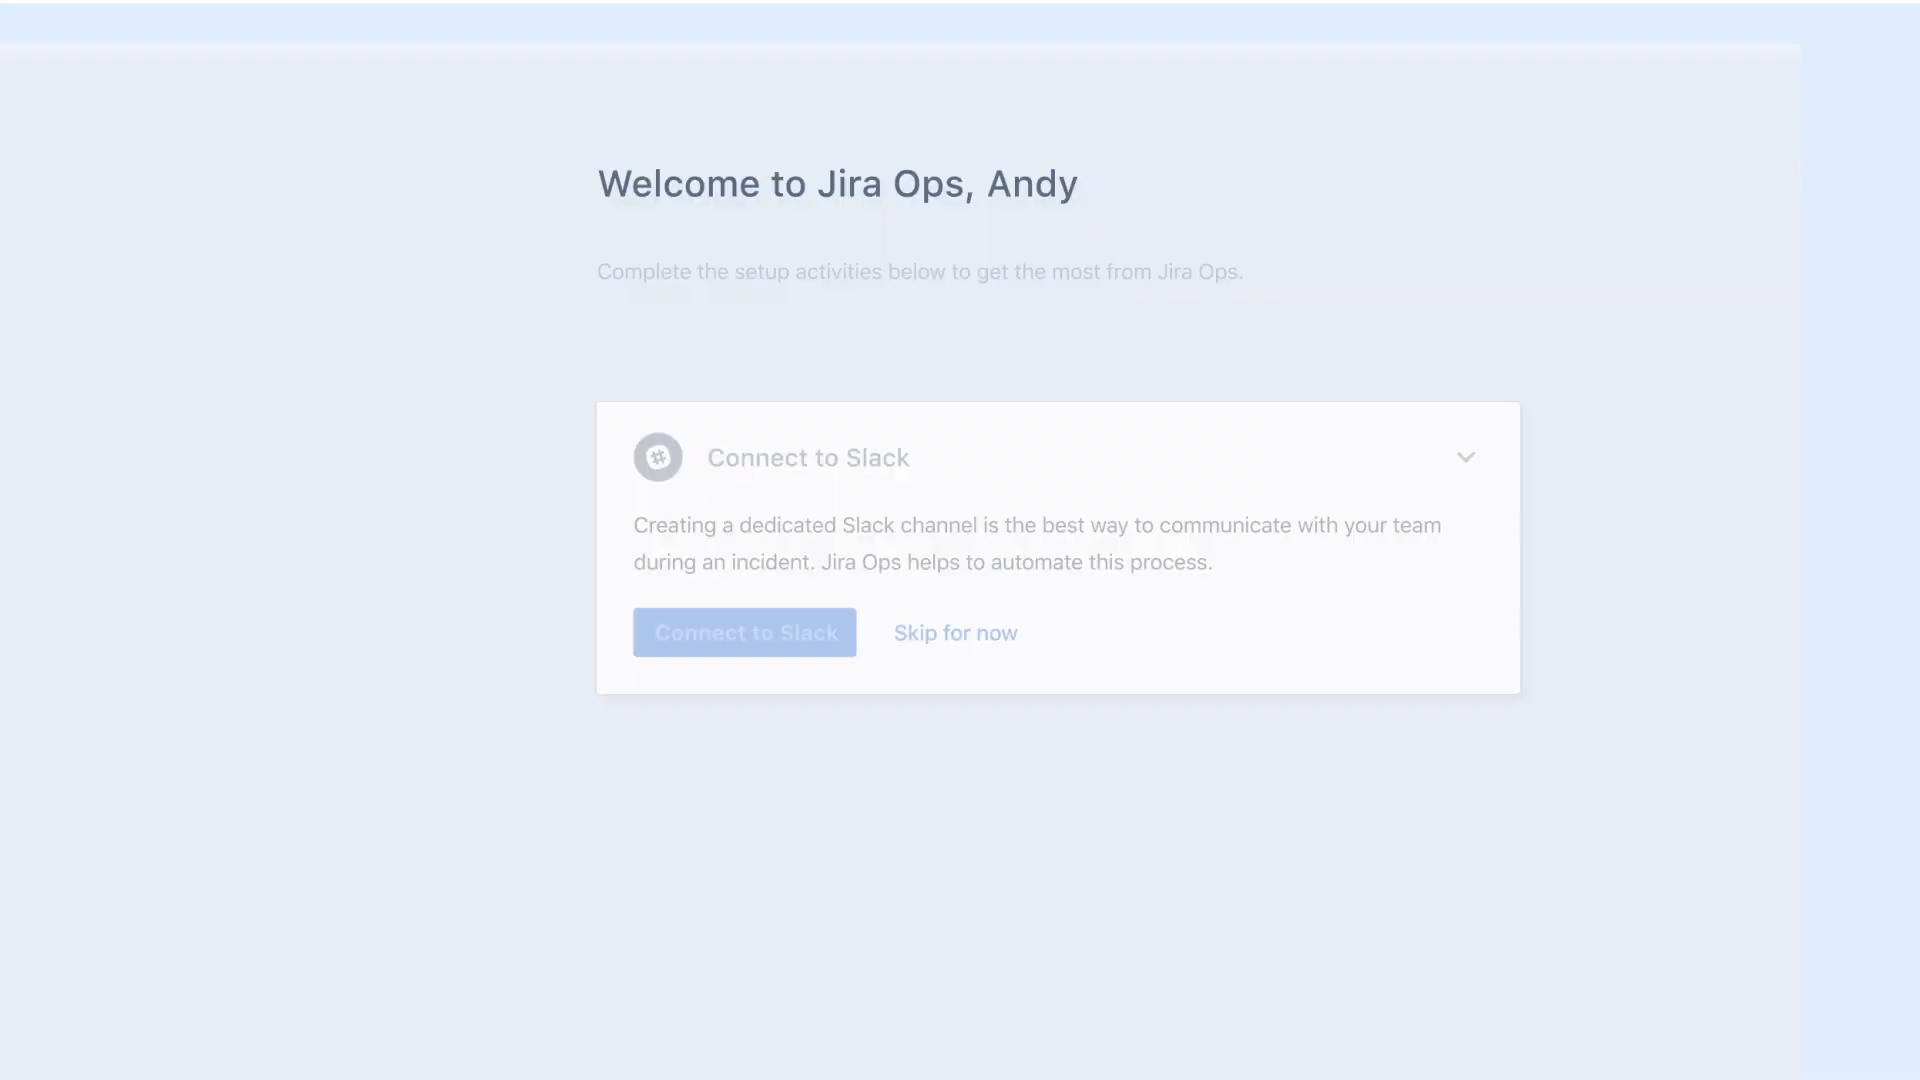 Welcome to Jira Ops, Andy
Complete the setup activities below to get the most from Jira Ops.
Connect to Slack
Creating a dedicated Slack channel is the best way to communicate with your team
during an incident. Jira Ops helps to automate this process.
Connect to Slack Skip for now